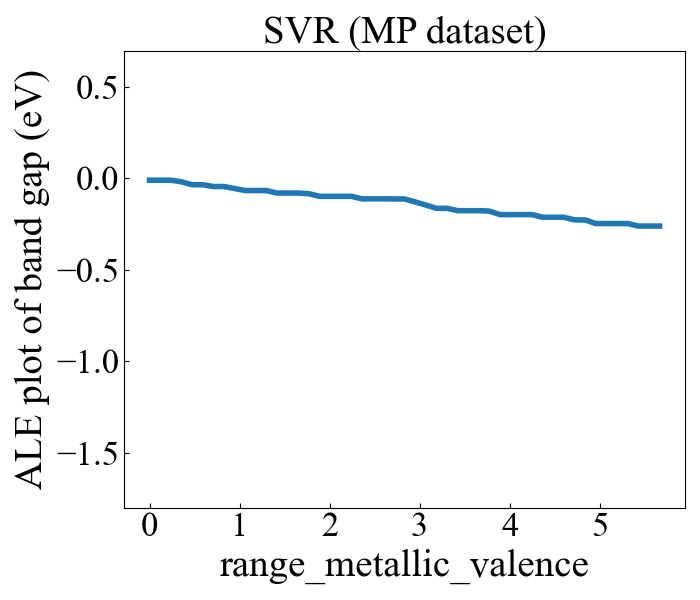 SVR (MP dataset)
ALE plot of band gap (eV)
0.5
0.0
−0.5
−1.0
−1.5
0 1 2 3 4 5
range_metallic_valence